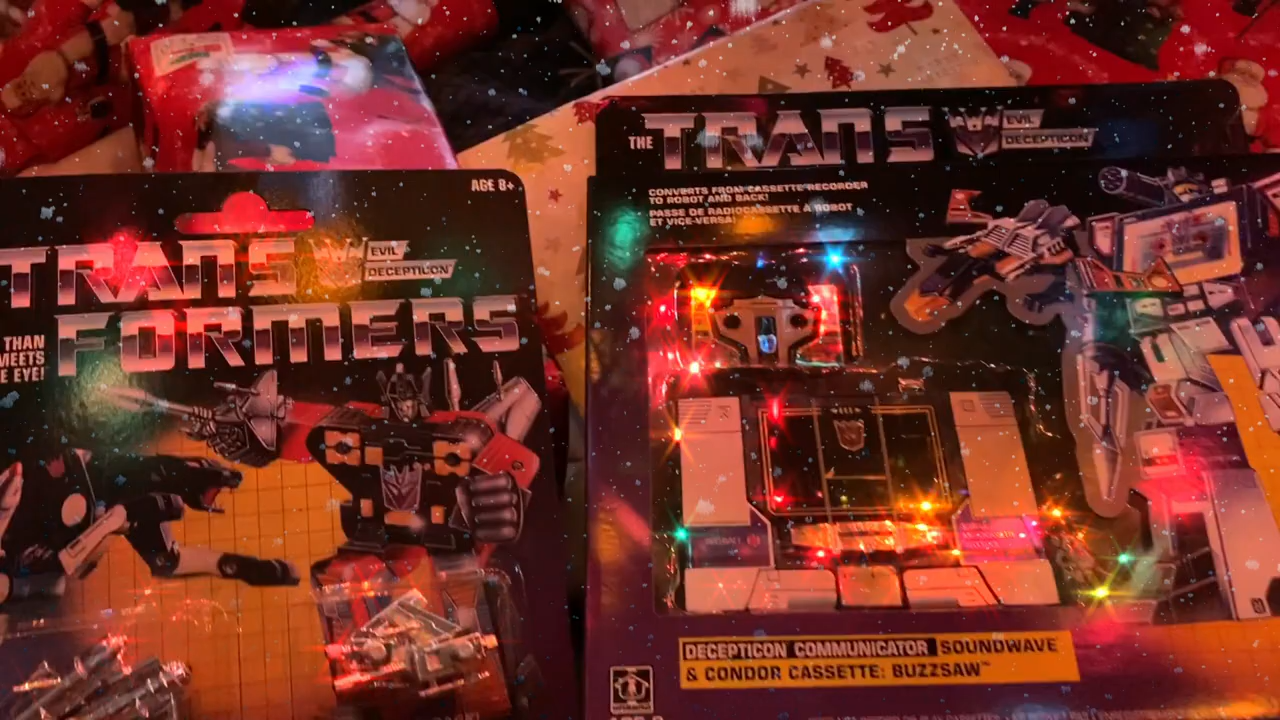 AGE 8+
TRANS
EVIL
DECEPTICON
THAN
MEETS
E EYE!
FORMERS
THE TRANS
EVIL
DECEPTICON
CONVERTS FROM CASSETTE RECORDER
TO ROBOT AND BACK!
PASSE DE RADIOCASSETTE À ROBOT
ET VICE-VERSA!
DECEPTICON COMMUNICATOR SOUNDWAVE
& CONDOR CASSETTE: BUZZSAW™